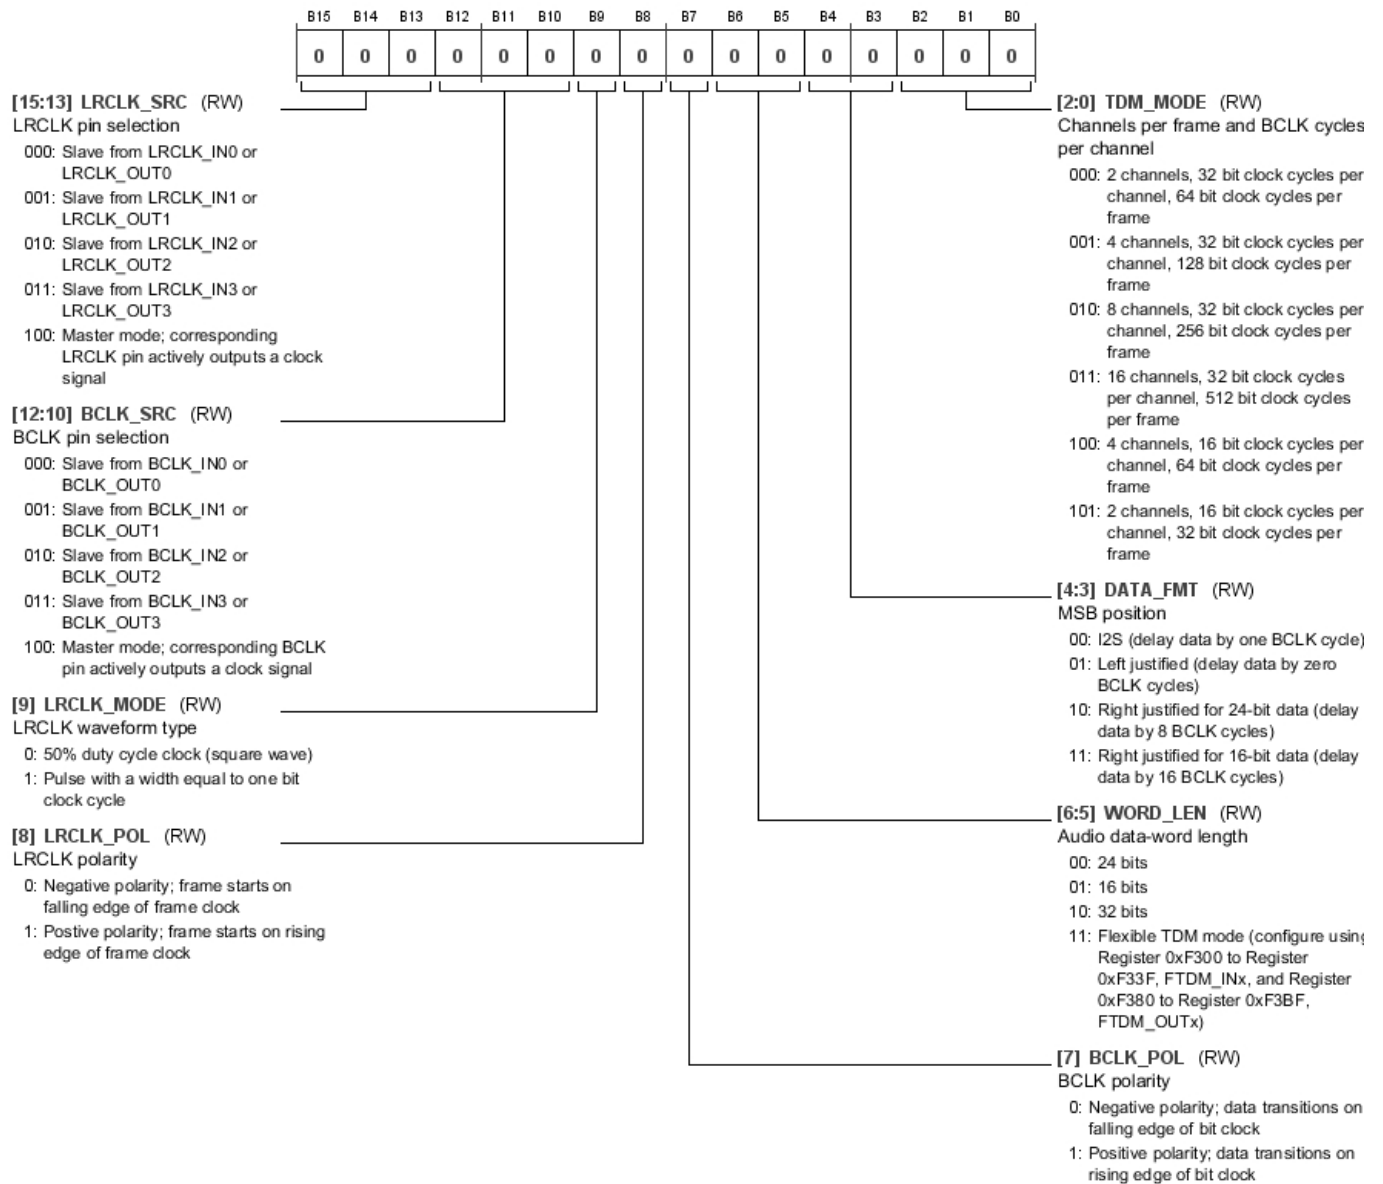 B15 B14 B13 B12 B11 B10 B9 B8 B7 B6 B5 B4 B3 B2 B1 B0
0 0 0 0 0 0 0 0 0 0 0 0 0 0 0 0
[15:13] LRCLK_SRC (RW)
LRCLK pin selection
000: Slave from LRCLK_IN0 or
LRCLK_OUT0
001: Slave from LRCLK_IN1 or
LRCLK_OUT1
010: Slave from LRCLK_IN2 or
LRCLK_OUT2
011: Slave from LRCLK_IN3 or
LRCLK_OUT3
100: Master mode; corresponding
LRCLK pin actively outputs a clock
signal
[12:10] BCLK_SRC (RW)
BCLK pin selection
000: Slave from BCLK_IN0 or
BCLK_OUT0
001: Slave from BCLK_IN1 or
BCLK_OUT1
010: Slave from BCLK_IN2 or
BCLK_OUT2
011: Slave from BCLK_IN3 or
BCLK_OUT3
100: Master mode; corresponding BCLK
pin actively outputs a clock signal
[9] LRCLK_MODE (RW)
LRCLK waveform type
0: 50% duty cycle clock (square wave)
1: Pulse with a width equal to one bit
clock cycle
[8] LRCLK_POL (RW)
LRCLK polarity
0: Negative polarity; frame starts on
falling edge of frame clock
1: Postive polarity; frame starts on rising
edge of frame clock
[2:0] TDM_MODE (RW)
Channels per frame and BCLK cycles
per channel
000: 2 channels, 32 bit clock cycles per
channel, 64 bit clock cycles per
frame
001: 4 channels, 32 bit clock cycles per
channel, 128 bit clock cycles per
frame
010: 8 channels, 32 bit clock cycles per
channel, 256 bit clock cycles per
frame
011: 16 channels, 32 bit clock cycles
per channel, 512 bit clock cycles
per frame
100: 4 channels, 16 bit clock cycles per
channel, 64 bit clock cycles per
frame
101: 2 channels, 16 bit clock cycles per
channel, 32 bit clock cycles per
frame
[4:3] DATA_FMT (RW)
MSB position
00: I2S (delay data by one BCLK cycle)
01: Left justified (delay data by zero
BCLK cycles)
10: Right justified for 24-bit data (delay
data by 8 BCLK cycles)
11: Right justified for 16-bit data (delay
data by 16 BCLK cycles)
[6:5] WORD_LEN (RW)
Audio data-word length
00: 24 bits
01: 16 bits
10: 32 bits
11: Flexible TDM mode (configure using
Register 0xF300 to Register
0xF33F, FTDM_INx, and Register
0xF380 to Register 0xF3BF,
FTDM_OUTx)
[7] BCLK_POL (RW)
BCLK polarity
0: Negative polarity; data transitions on
falling edge of bit clock
1: Positive polarity; data transitions on
rising edge of bit clock